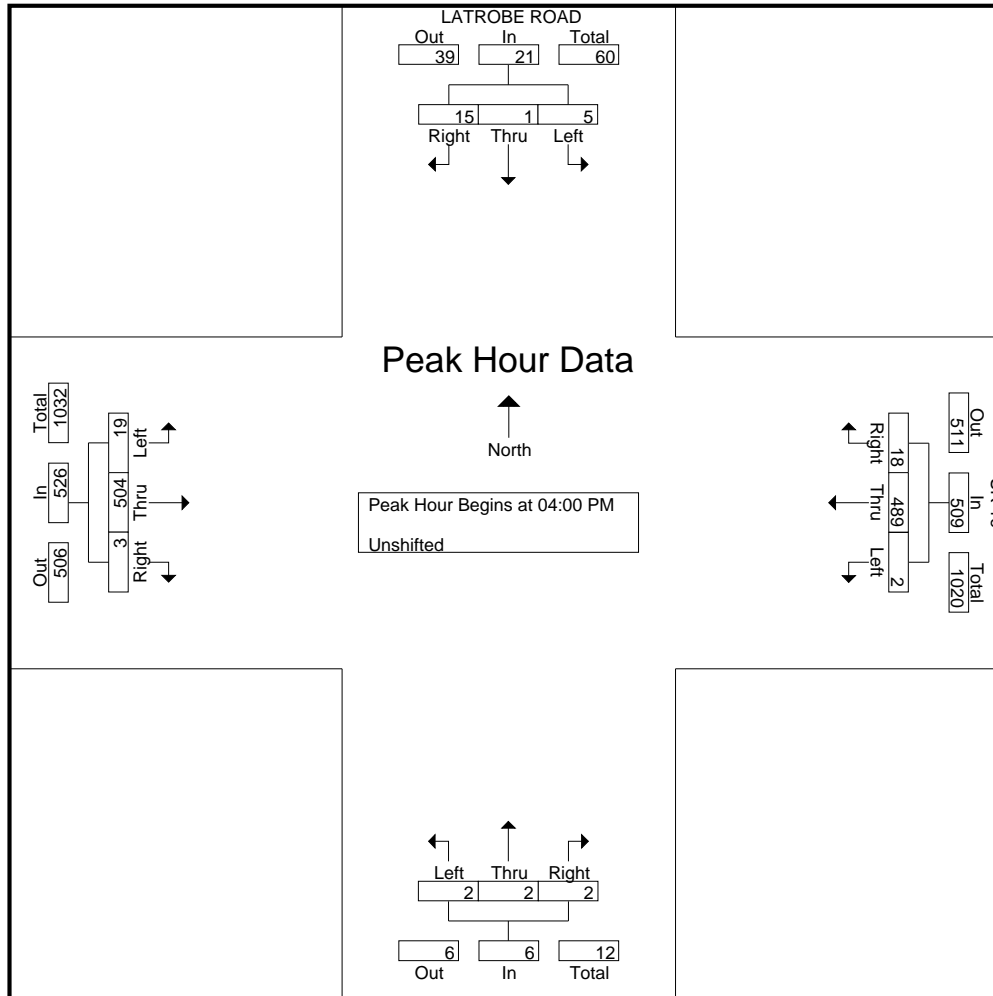 LATROBE ROAD
Out In Total
39 21 60
15 1 5
Right Thru Left
Peak Hour Data
North
Peak Hour Begins at 04:00 PM
Unshifted
Total In Out
1032 526 506
19 504 3
Left Thru Right
Right Thru Left
18 489 2
Out In Total
511 509 1020
Left Thru Right
2 2 2
6 6 12
Out In Total